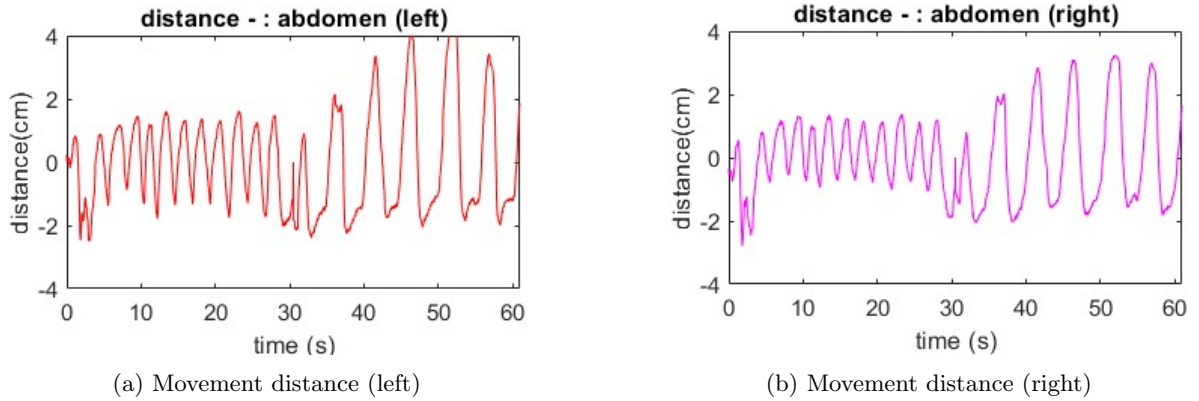 distance - : abdomen (left)
4
2
0
-2
-4
distance(cm)
0 10 20 30 40 50 60
time (s)
(a) Movement distance (left)
distance - : abdomen (right)
4
2
0
-2
-4
distance(cm)
0 10 20 30 40 50 60
time (s)
(b) Movement distance (right)